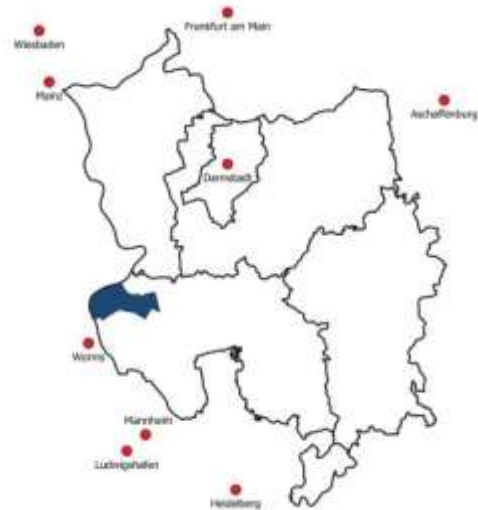 Frankfurt am Main
Wiesbaden
Mainz
Aschaffenburg
Darmstadt
Worms
Mannheim
Ludwigshafen
Heidelberg